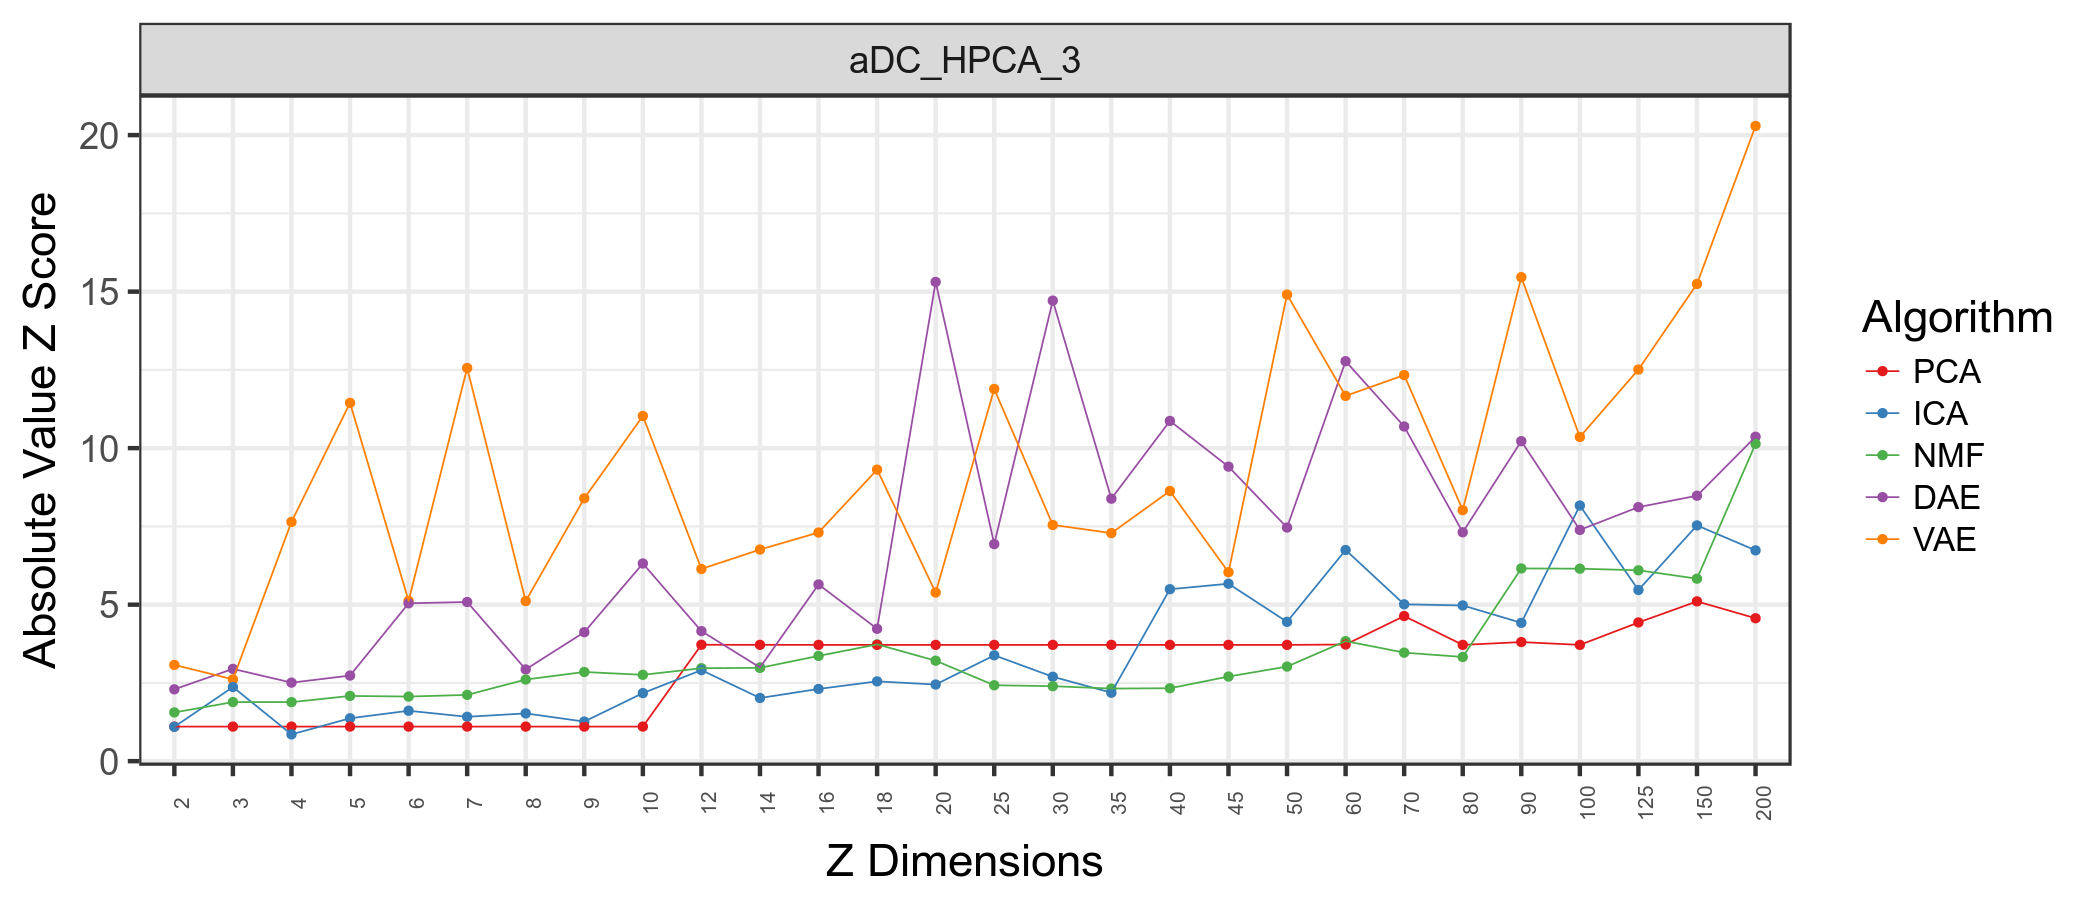 aDC_HPCA_3
Absolute Value Z Score
20
15
10
5
0
2 3 4 5 6 7 8 9 10 12 14 16 18 20 25 30 35 40 45 50 60 70 80 90 100 125 150 200
Z Dimensions
Algorithm
PCA
ICA
NMF
DAE
VAE